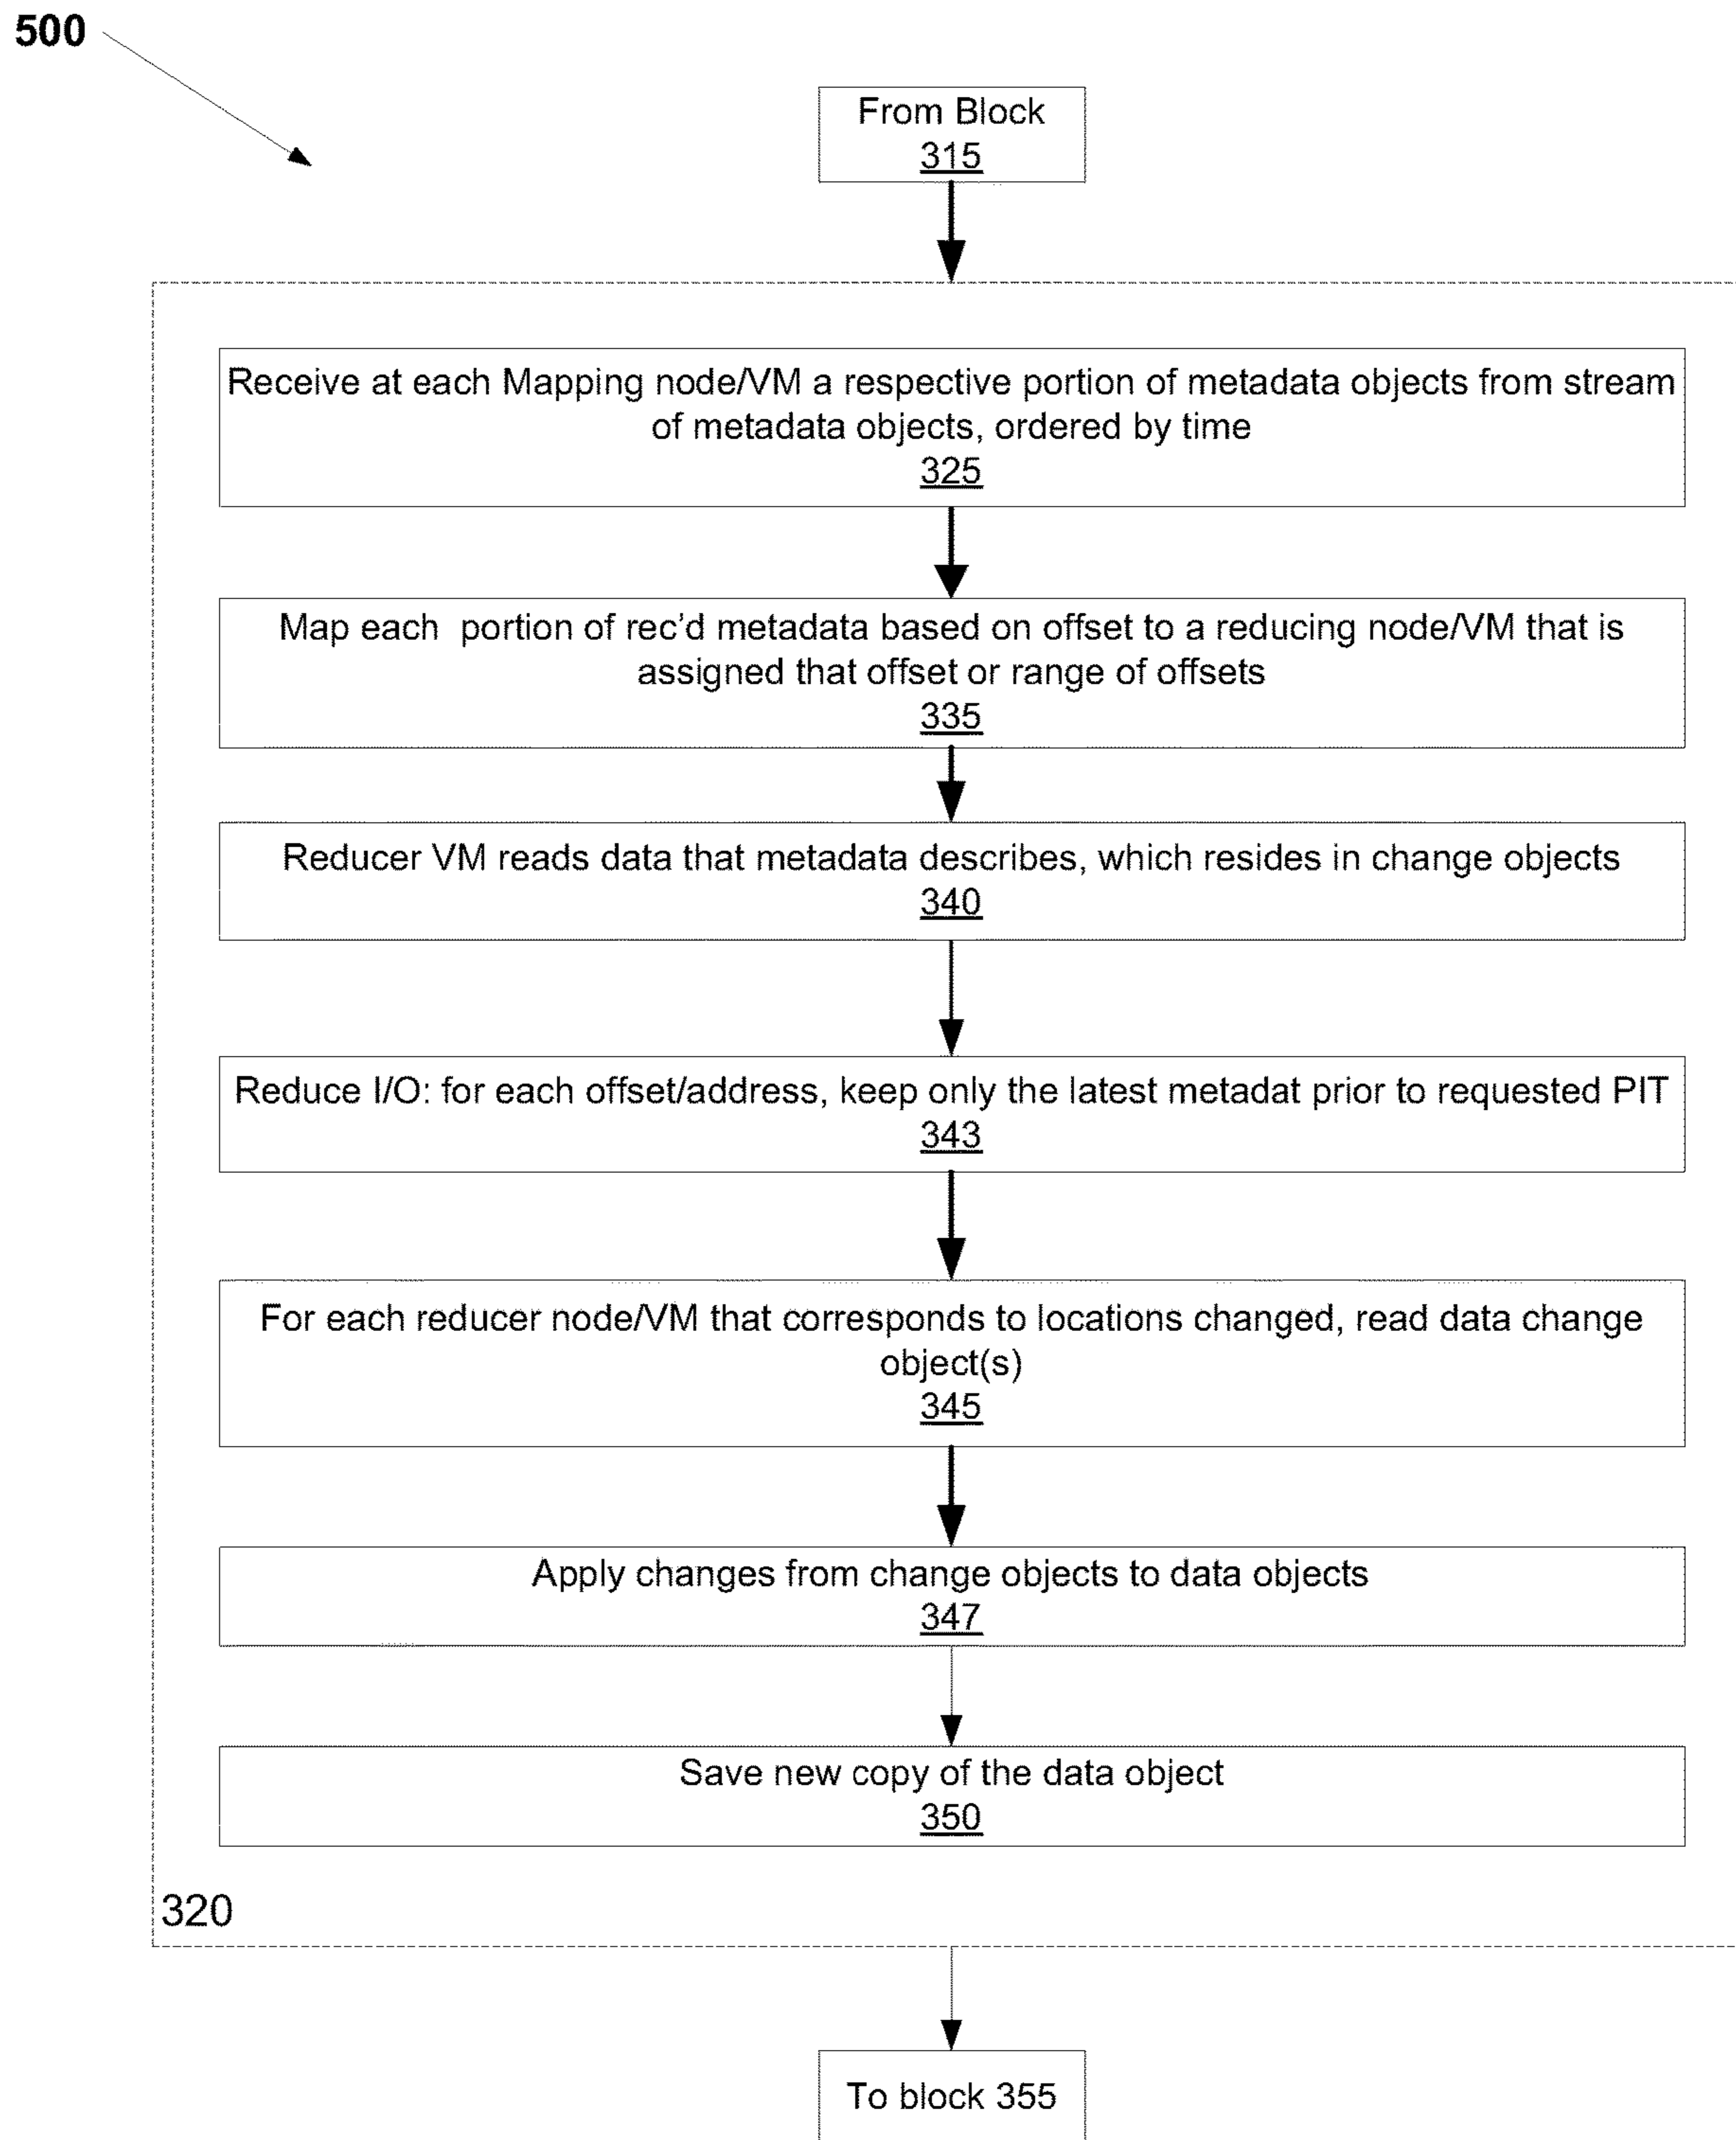 500
From Block
315
Receive at each Mapping node/VM a respective portion of metadata objects from stream
of metadata objects, ordered by time
325
Map each portion of rec'd metadata based on offset to a reducing node/VM that is
assigned that offset or range of offsets
335
Reducer VM reads data that metadata describes, which resides in change objects
340
Reduce I/O: for each offset/address, keep only the latest metadat prior to requested PIT
343
For each reducer node/VM that corresponds to locations changed, read data change
object(s)
345
Apply changes from change objects to data objects
347
Save new copy of the data object
350
320
To block 355